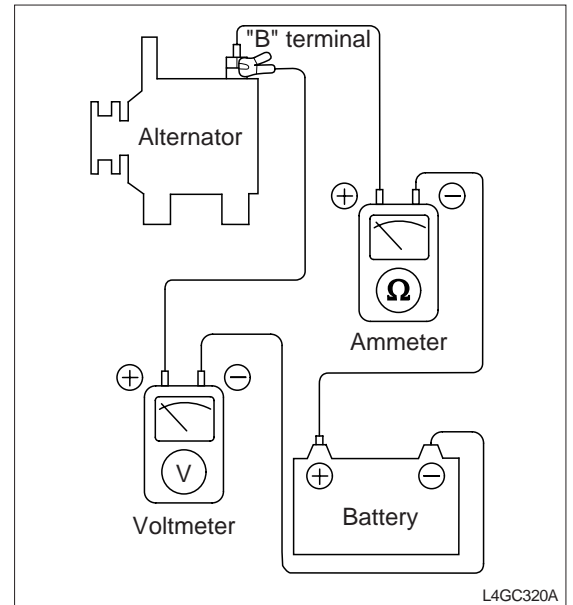 "B" terminal
Alternator
+ −
Ω
Ammeter
+ −
V
Voltmeter
+ −
Battery
L4GC320A